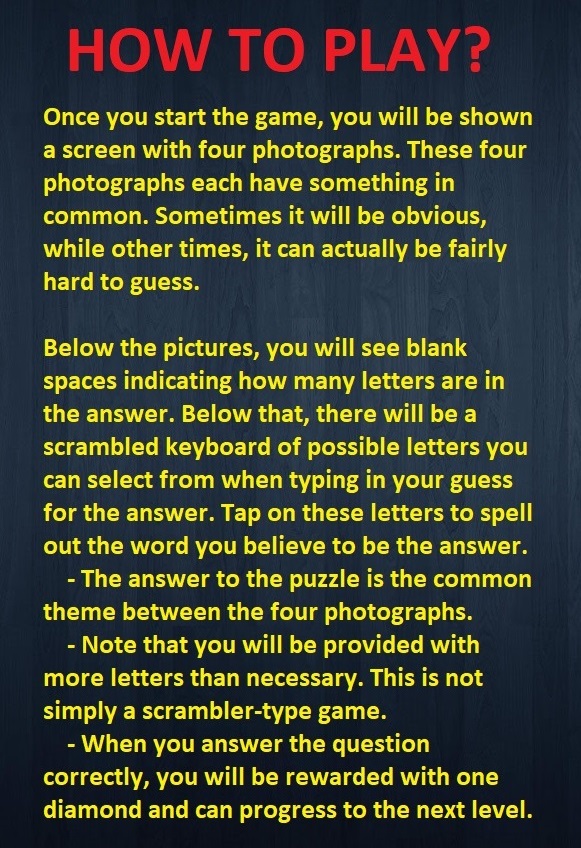 HOW TO PLAY?
Once you start the game, you will be shown
a screen with four photographs. These four
photographs each have something in
common. Sometimes it will be obvious,
while other times, it can actually be fairly
hard to guess.
Below the pictures, you will see blank
spaces indicating how many letters are in
the answer. Below that, there will be a
scrambled keyboard of possible letters you
can select from when typing in your guess
for the answer. Tap on these letters to spell
out the word you believe to be the answer.
- The answer to the puzzle is the common
theme between the four photographs.
- Note that you will be provided with
more letters than necessary. This is not
simply a scrambler-type game.
- When you answer the question
correctly, you will be rewarded with one
diamond and can progress to the next level.